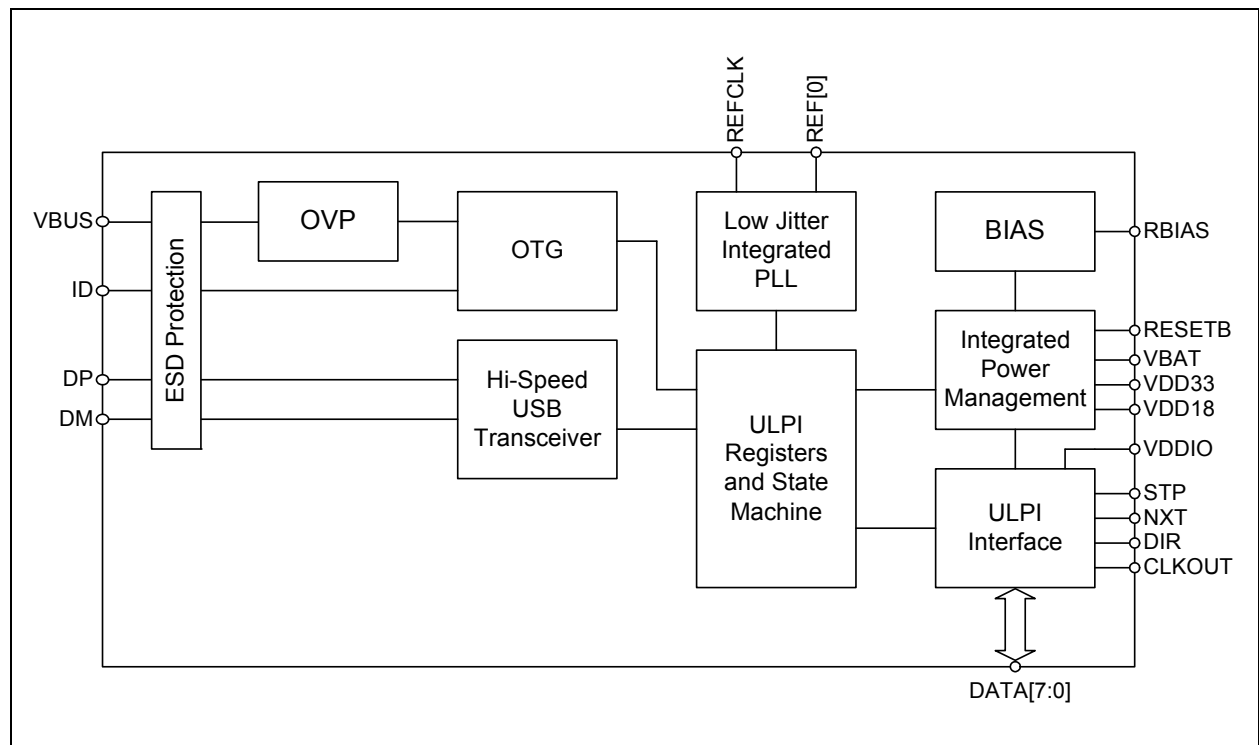 REFCLK
REF[0]
VBUS
ID
DP
DM
ESD Protection
OVP
OTG
Hi-Speed
USB
Transceiver
Low Jitter
Integrated
PLL
ULPI
Registers
and State
Machine
BIAS
Integrated
Power
Management
ULPI
Interface
RBIAS
RESETB
VBAT
VDD33
VDD18
VDDIO
STP
NXT
DIR
CLKOUT
DATA[7:0]